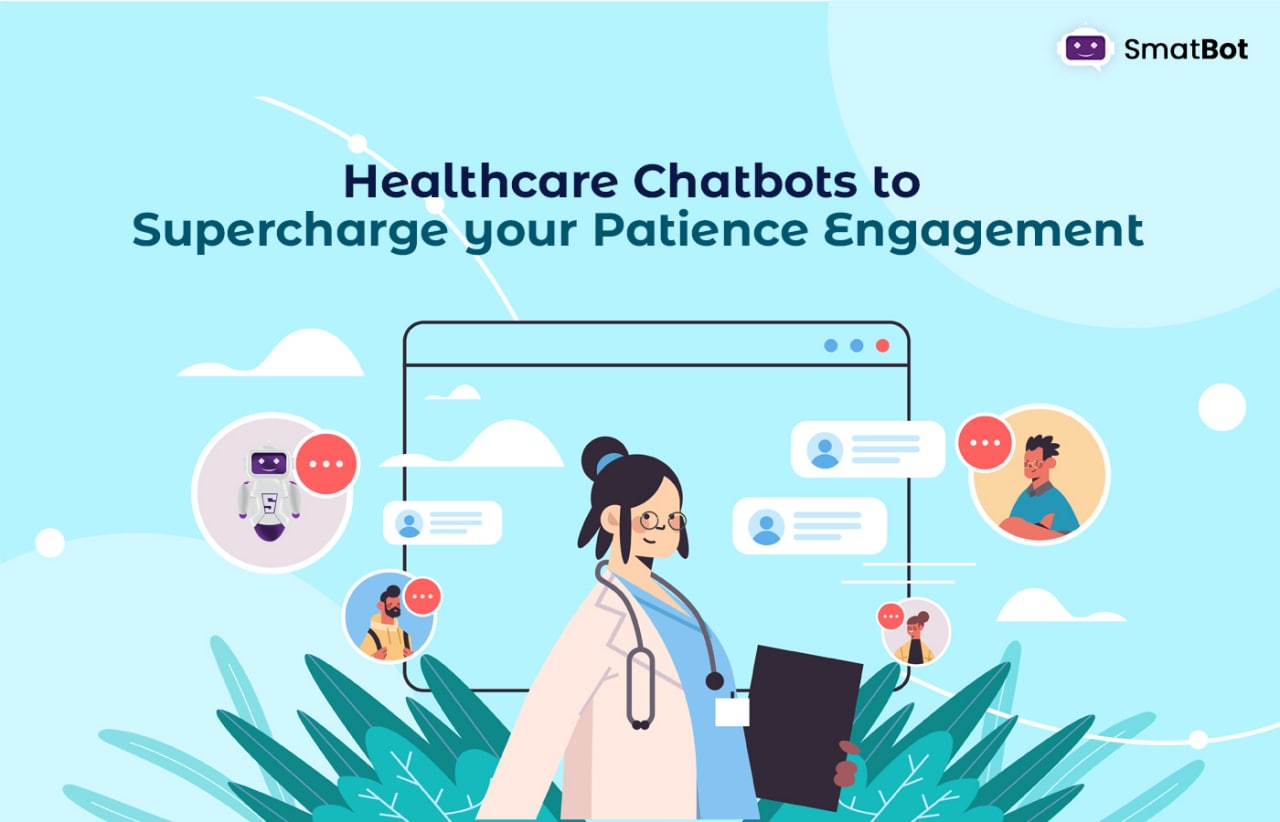 SmatBot
Healthcare Chatbots to
Supercharge your Patience Engagement
S